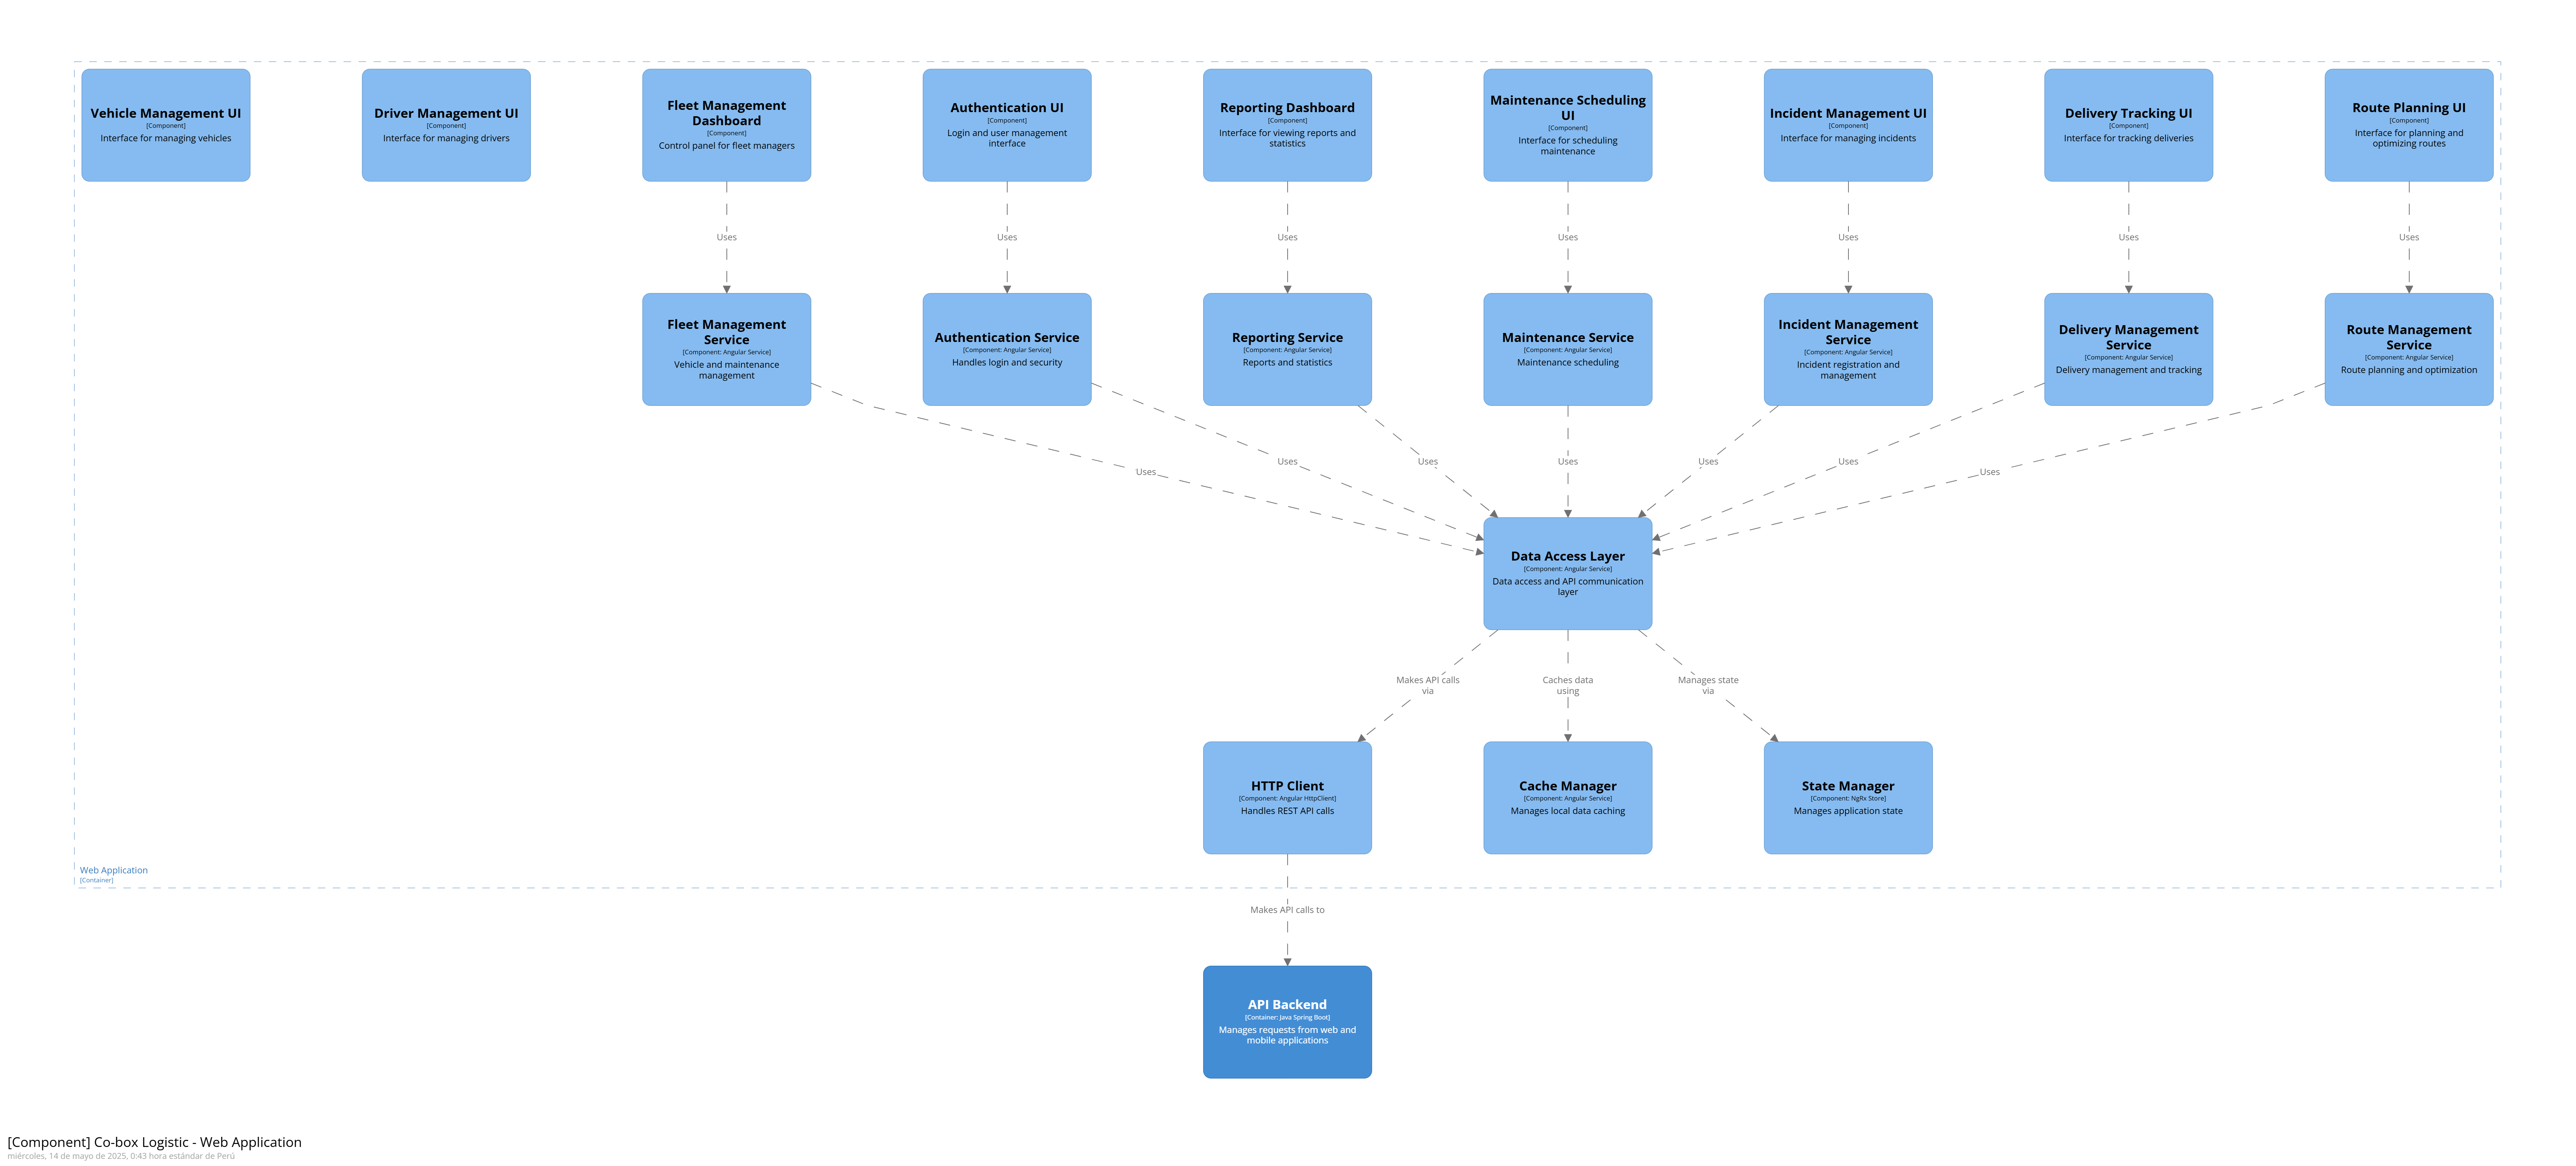 Vehicle Management UI
[Component]
Interface for managing vehicles
Driver Management UI
[Component]
Interface for managing drivers
Fleet Management
Dashboard
[Component]
Control panel for fleet managers
Authentication UI
[Component]
Login and user management
interface
Reporting Dashboard
[Component]
Interface for viewing reports and
statistics
Maintenance Scheduling
UI
[Component]
Interface for scheduling
maintenance
Incident Management UI
[Component]
Interface for managing incidents
Delivery Tracking UI
[Component]
Interface for tracking deliveries
Route Planning UI
[Component]
Interface for planning and
optimizing routes
Uses
Uses
Uses
Uses
Uses
Uses
Uses
Fleet Management
Service
[Component: Angular Service]
Vehicle and maintenance
management
Authentication Service
[Component: Angular Service]
Handles login and security
Reporting Service
[Component: Angular Service]
Reports and statistics
Maintenance Service
[Component: Angular Service]
Maintenance scheduling
Incident Management
Service
[Component: Angular Service]
Incident registration and
management
Delivery Management
Service
[Component: Angular Service]
Delivery management and tracking
Route Management
Service
[Component: Angular Service]
Route planning and optimization
Uses
Uses
Uses
Uses
Uses
Uses
Uses
Data Access Layer
[Component: Angular Service]
Data access and API communication
layer
Makes API calls
via
Caches data
using
Manages state
via
HTTP Client
[Component: Angular HttpClient]
Handles REST API calls
Cache Manager
[Component: Angular Service]
Manages local data caching
State Manager
[Component: NgRx Store]
Manages application state
Web Application
[Container]
Makes API calls to
API Backend
[Container: Java Spring Boot]
Manages requests from web and
mobile applications
[Component] Co-box Logistic - Web Application
miércoles, 14 de mayo de 2025, 0:43 hora estándar de Perú